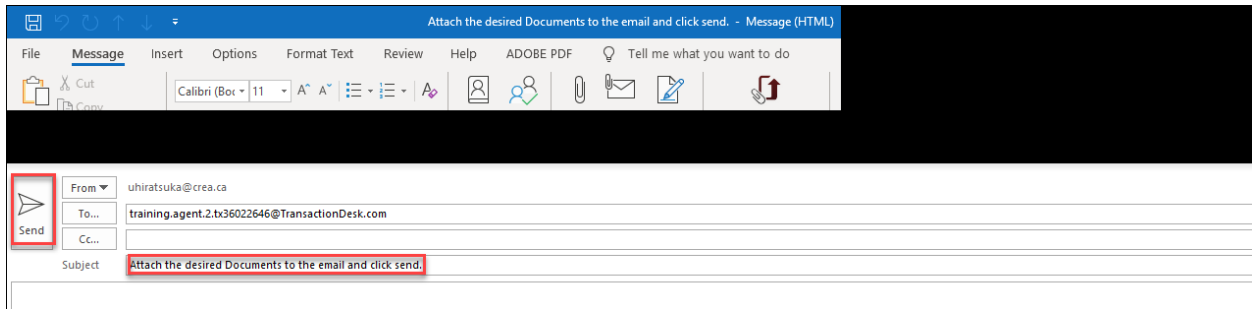 Attach the desired Documents to the email and click send. - Message (HTML)
File Message Insert Options Format Text Review Help ADOBE PDF Tell me what you want to do
Cut
Calibri (Boc 11
Copy
From uhiratsuka@crea.ca
To... training.agent.2.tx36022646@TransactionDesk.com
Send
Cc...
Subject Attach the desired Documents to the email and click send.